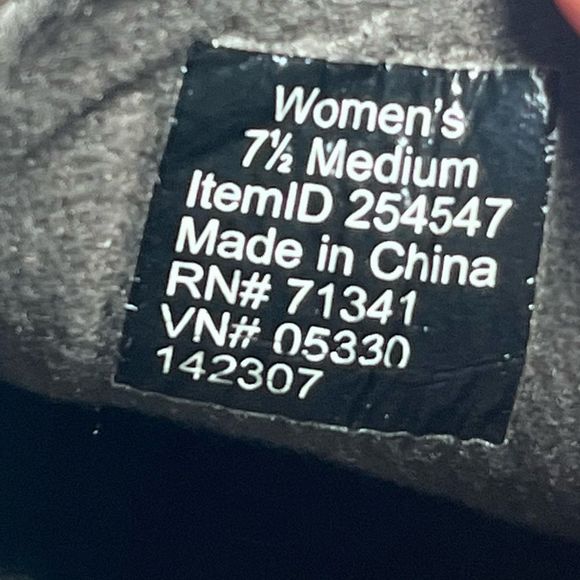 Women's
7½ Medium
ItemID 254547
Made in China
RN# 71341
VN# 05330
142307